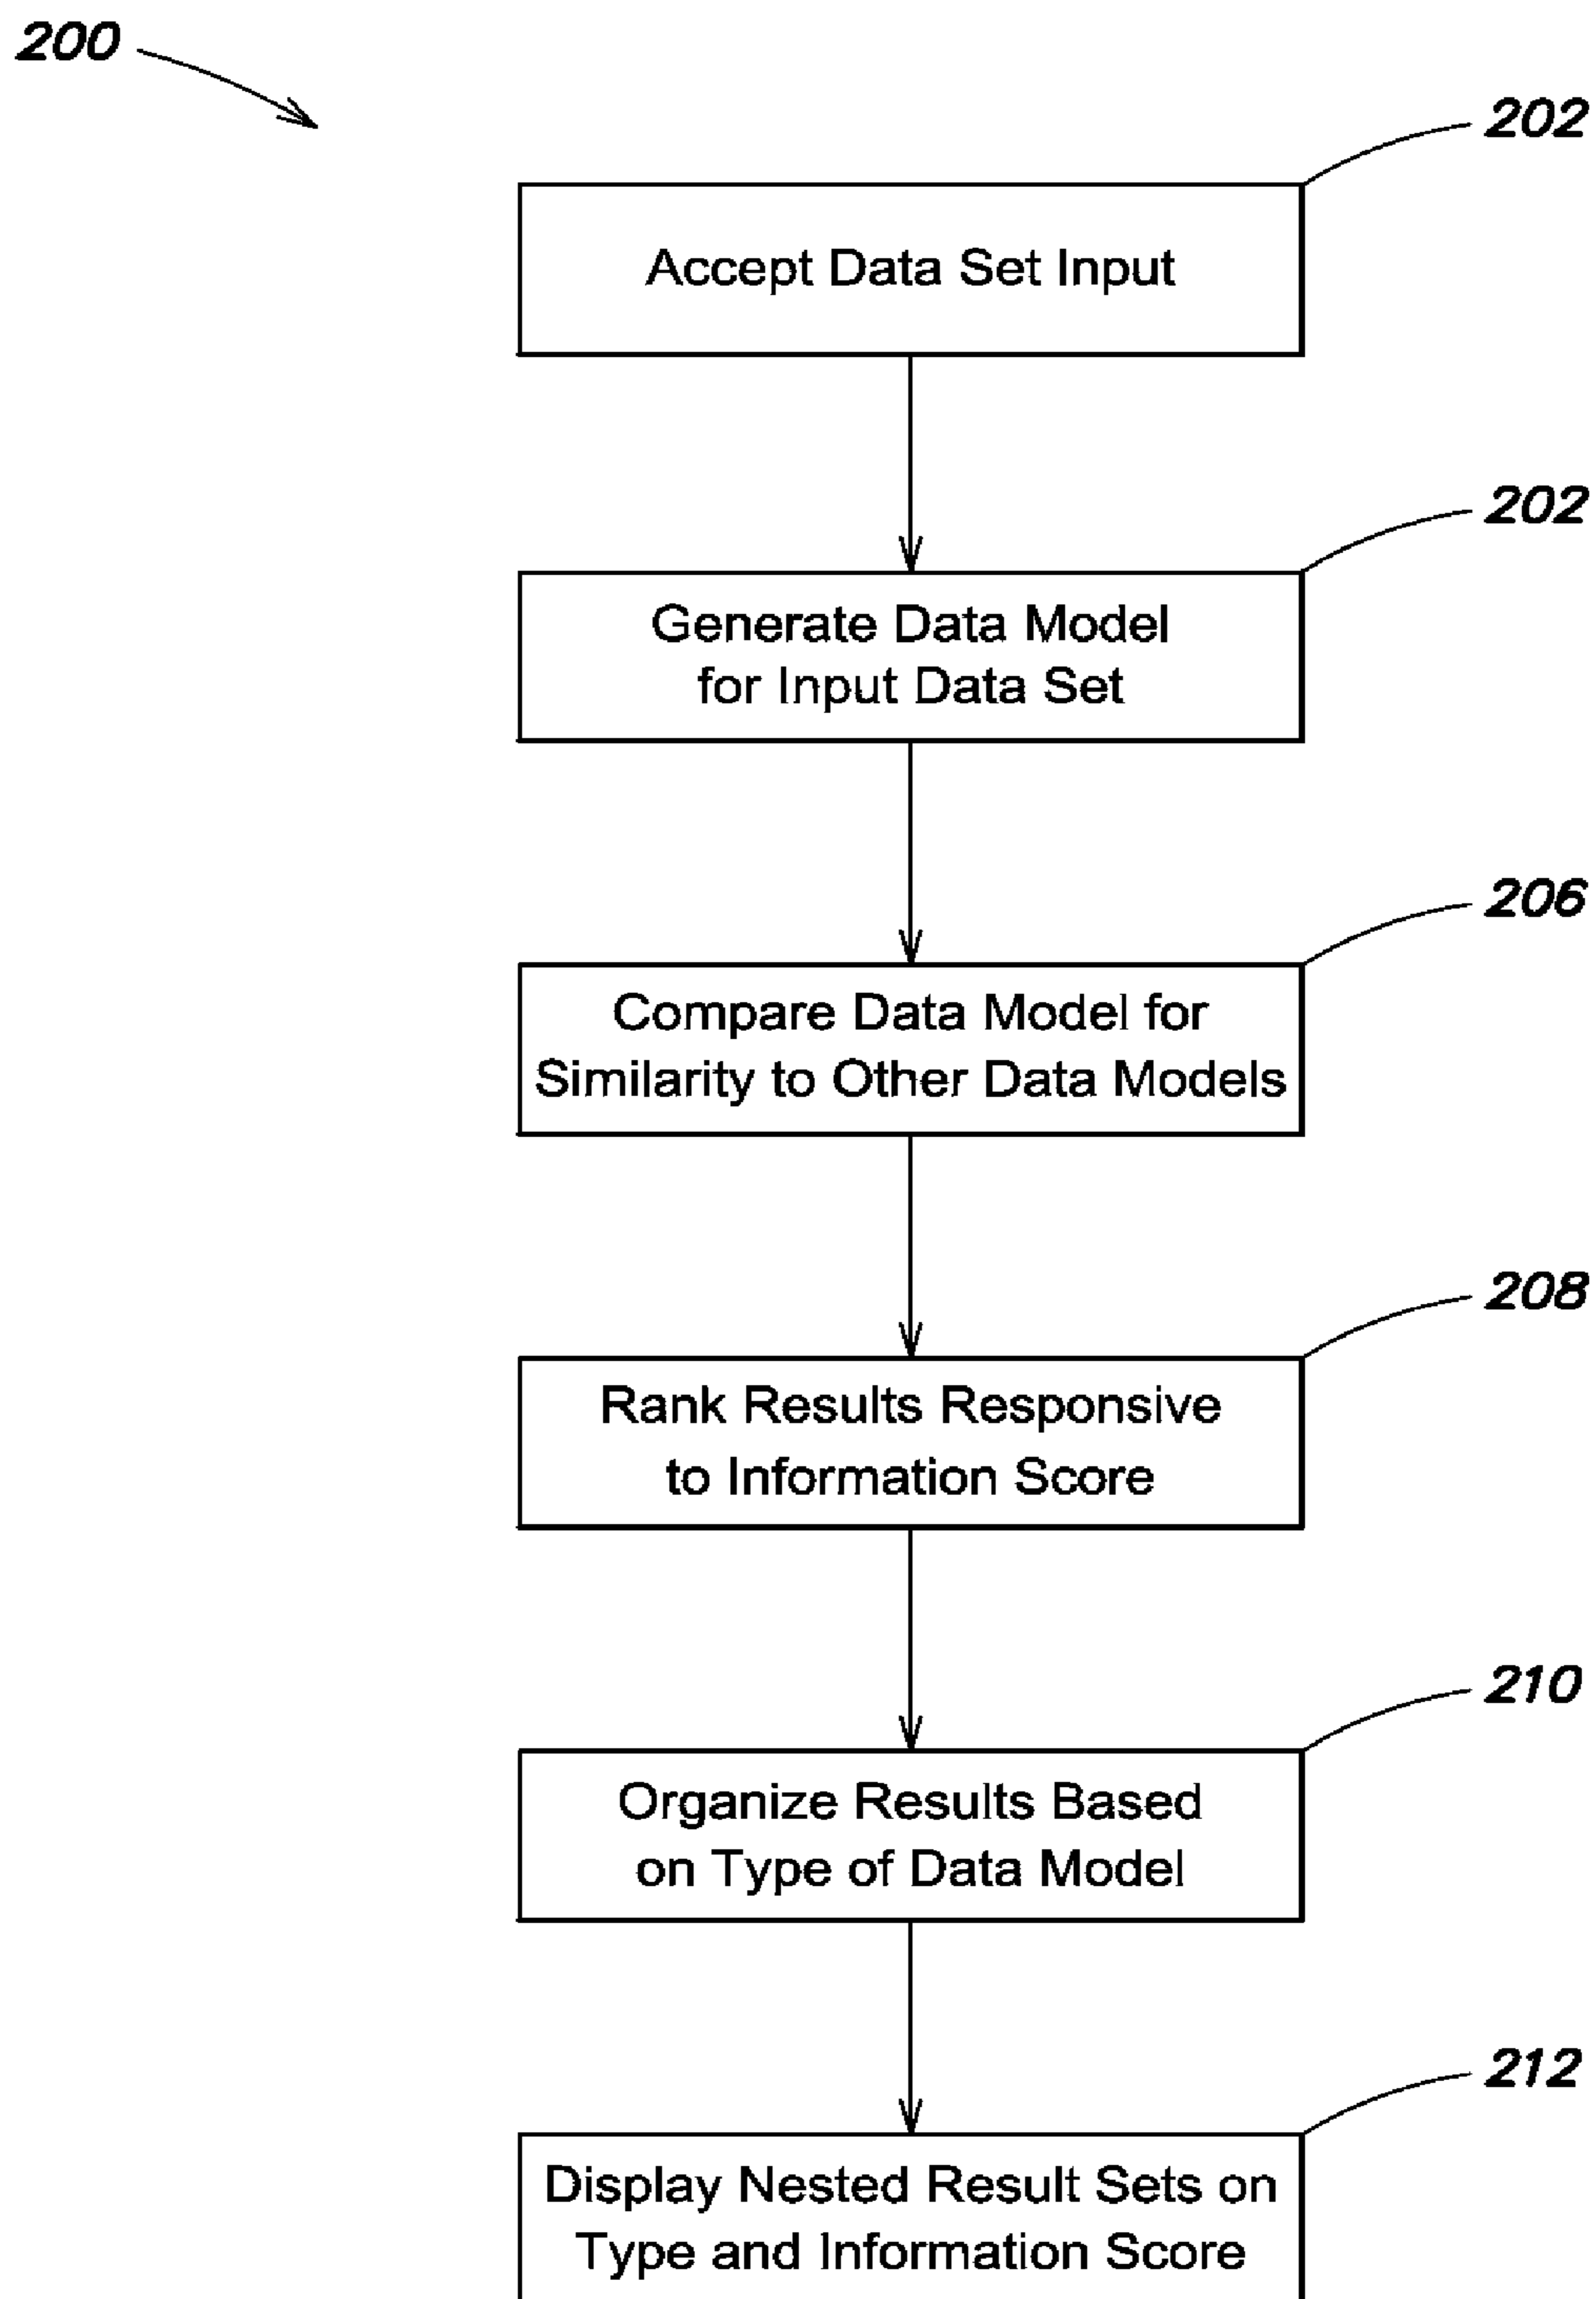 200
202
Accept Data Set Input
202
Generate Data Model
for Input Data Set
206
Compare Data Model for
Similarity to Other Data Models
208
Rank Results Responsive
to Information Score
210
Organize Results Based
on Type of Data Model
212
Display Nested Result Sets on
Type and Information Score